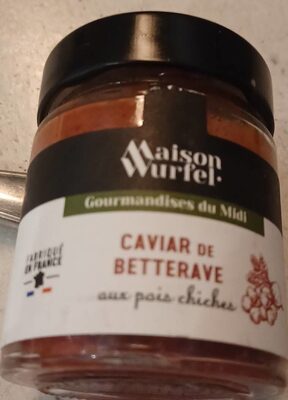 Maison
Wurfel.
Gourmandises du Midi
FABRIQUÉ
EN FRANCE
CAVIAR DE
BETTERAVE
aux pois chiches